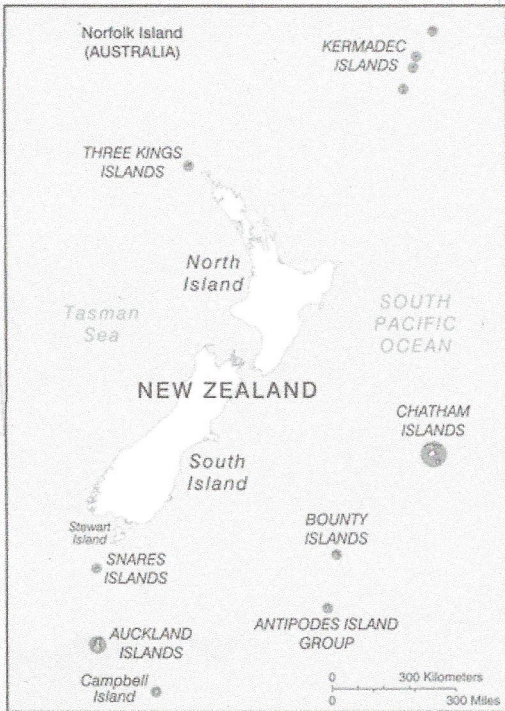 Norfolk Island
(AUSTRALIA)
KERMADEC
ISLANDS
THREE KINGS
ISLANDS
North
Island
Tasman
Sea
SOUTH
PACIFIC
OCEAN
NEW ZEALAND
CHATHAM
ISLANDS
South
Island
Stewart
Island
SNARES
ISLANDS
BOUNTY
ISLANDS
AUCKLAND
ISLANDS
ANTIPODES ISLAND
GROUP
Campbell
Island
0 300 Kilometers
0 300 Miles